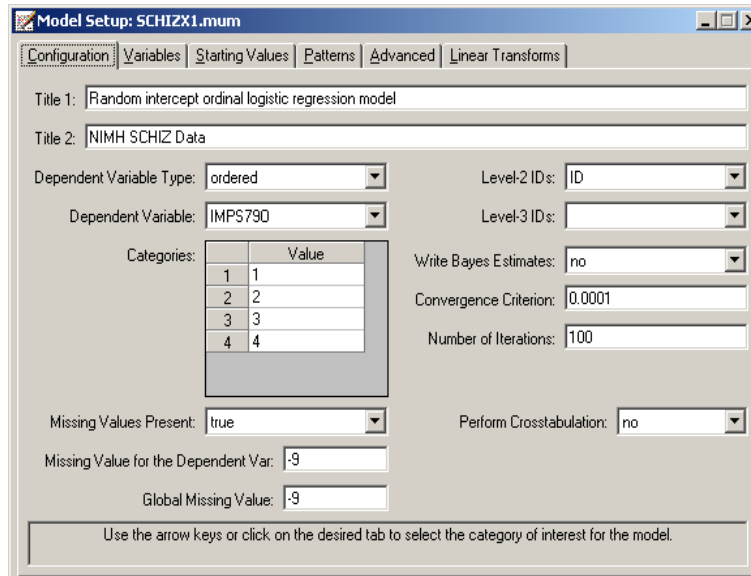 Model Setup: SCHIZX1.mum
Configuration Variables Starting Values Patterns Advanced Linear Transforms
Title 1: Random intercept ordinal logistic regression model
Title 2: NIMH SCHIZ Data
Dependent Variable Type: ordered
Level-2 IDs: ID
Dependent Variable: IMPS79O
Level-3 IDs:
Categories:
Value
1 1
2 2
3 3
4 4
Write Bayes Estimates: no
Convergence Criterion: 0.0001
Number of Iterations: 100
Missing Values Present: true
Perform Crosstabulation: no
Missing Value for the Dependent Var: -9
Global Missing Value: -9
Use the arrow keys or click on the desired tab to select the category of interest for the model.